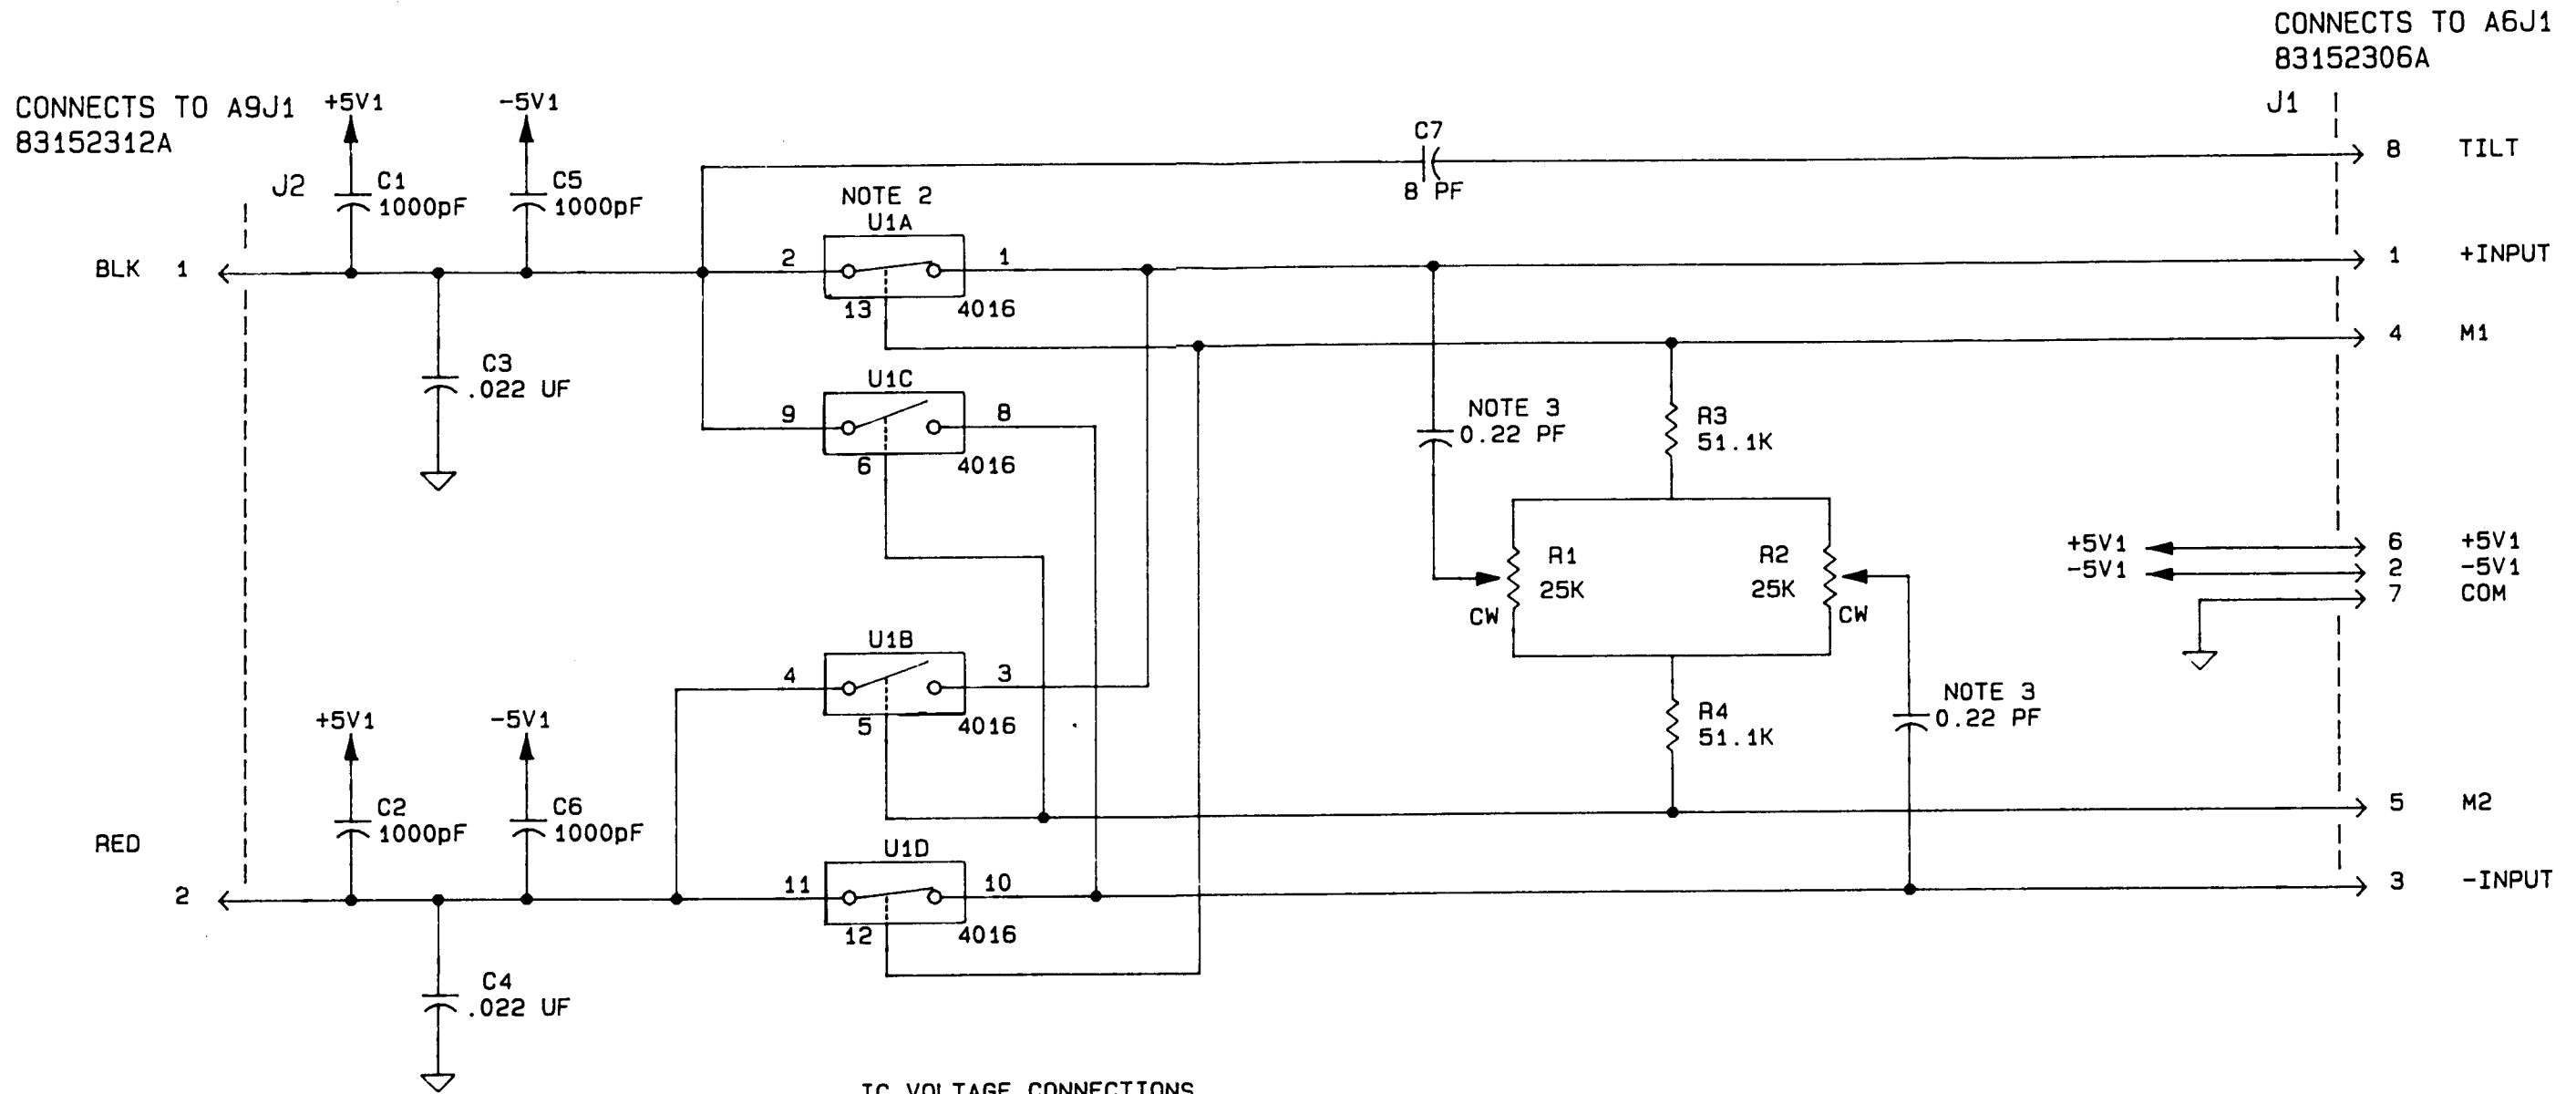 CONNECTS TO A6J1
83152306A
J1
CONNECTS TO A9J1
83152312A
+5V1
-5V1
J2
C1
1000pF
C5
1000pF
C7
8 PF
8 TILT
NOTE 2
U1A
BLK 1
2
1
13
4016
1 +INPUT
4 M1
C3
.022 UF
U1C
9
8
6
4016
NOTE 3
0.22 PF
R3
51.1K
R1
25K
CW
R2
25K
CW
+5V1
6 +5V1
-5V1
2 -5V1
7 COM
U1B
4
3
5
4016
NOTE 3
0.22 PF
R4
51.1K
+5V1
-5V1
C2
1000pF
C6
1000pF
5 M2
RED
2
U1D
11
10
12
4016
3 -INPUT
C4
.022 UF
IC VOLTAGE CONNECTIONS